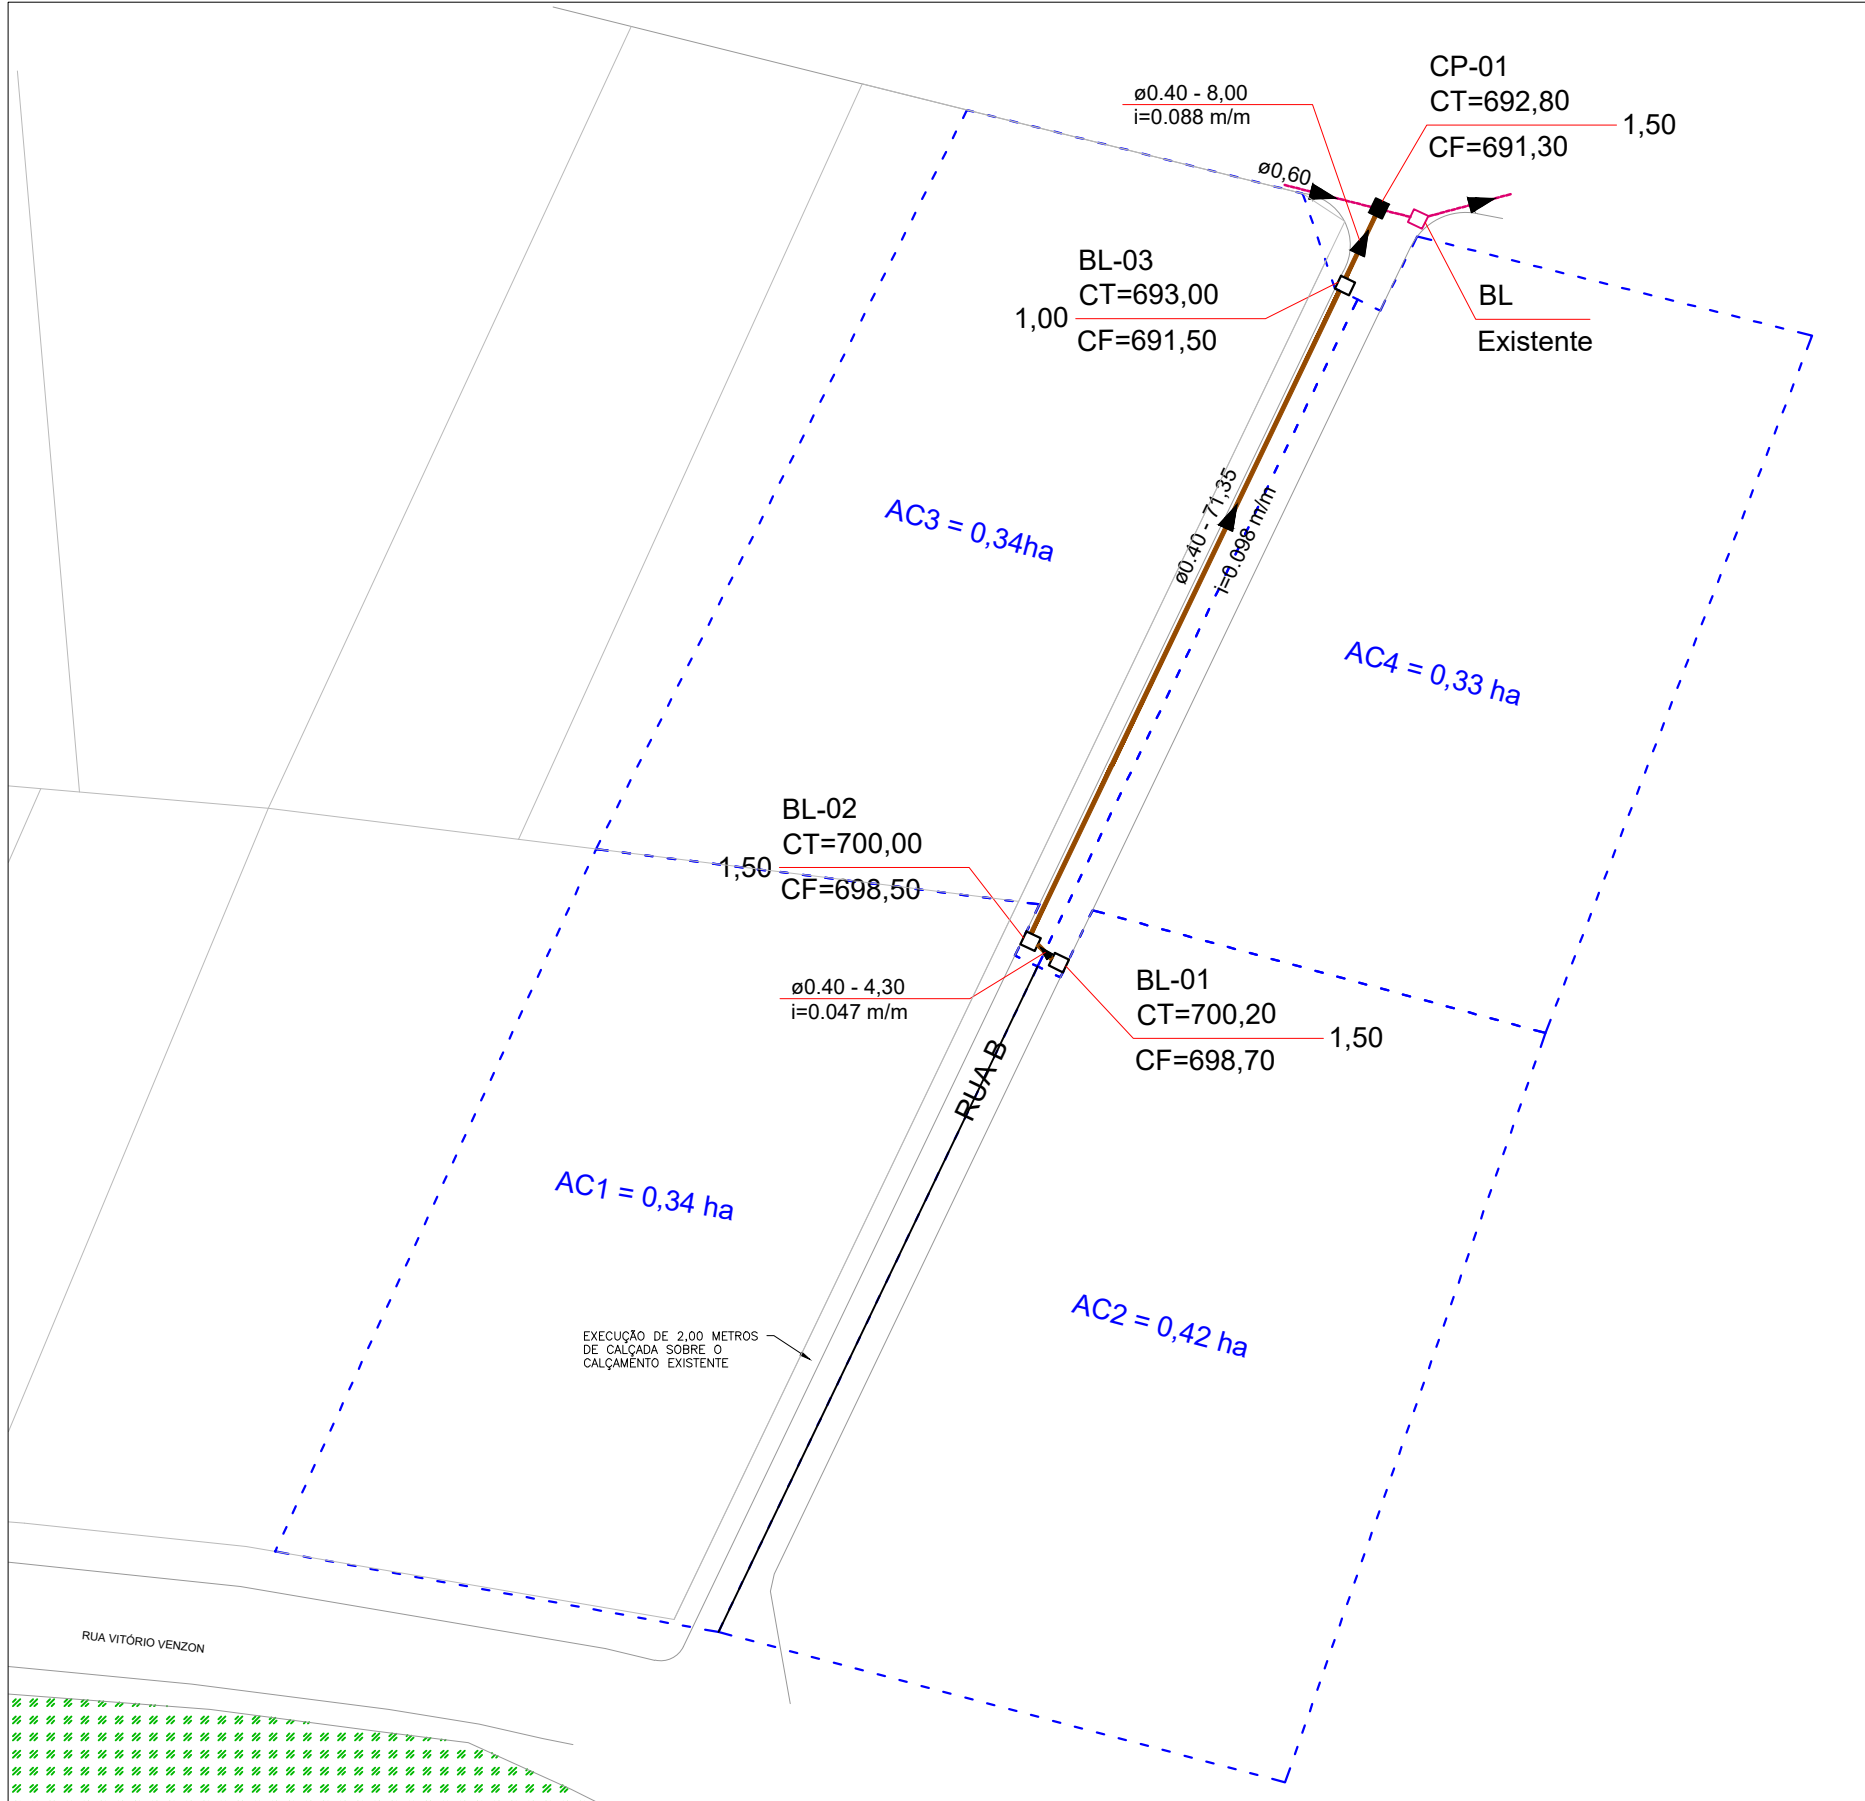 CP-01
CT=692,80
1,50
CF=691,30
ø0.40 - 8,00
i=0.088 m/m
ø0,60
BL-03
CT=693,00
1,00
CF=691,50
BL
Existente
ø0.40 - 71,35
i=0.098 m/m
AC3 = 0,34ha
AC4 = 0,33 ha
BL-02
CT=700,00
1,50
CF=698,50
ø0.40 - 4,30
i=0.047 m/m
BL-01
CT=700,20
1,50
CF=698,70
RUA B
AC1 = 0,34 ha
AC2 = 0,42 ha
EXECUÇÃO DE 2,00 METROS
DE CALÇADA SOBRE O
CALÇAMENTO EXISTENTE
RUA VITÓRIO VENZON